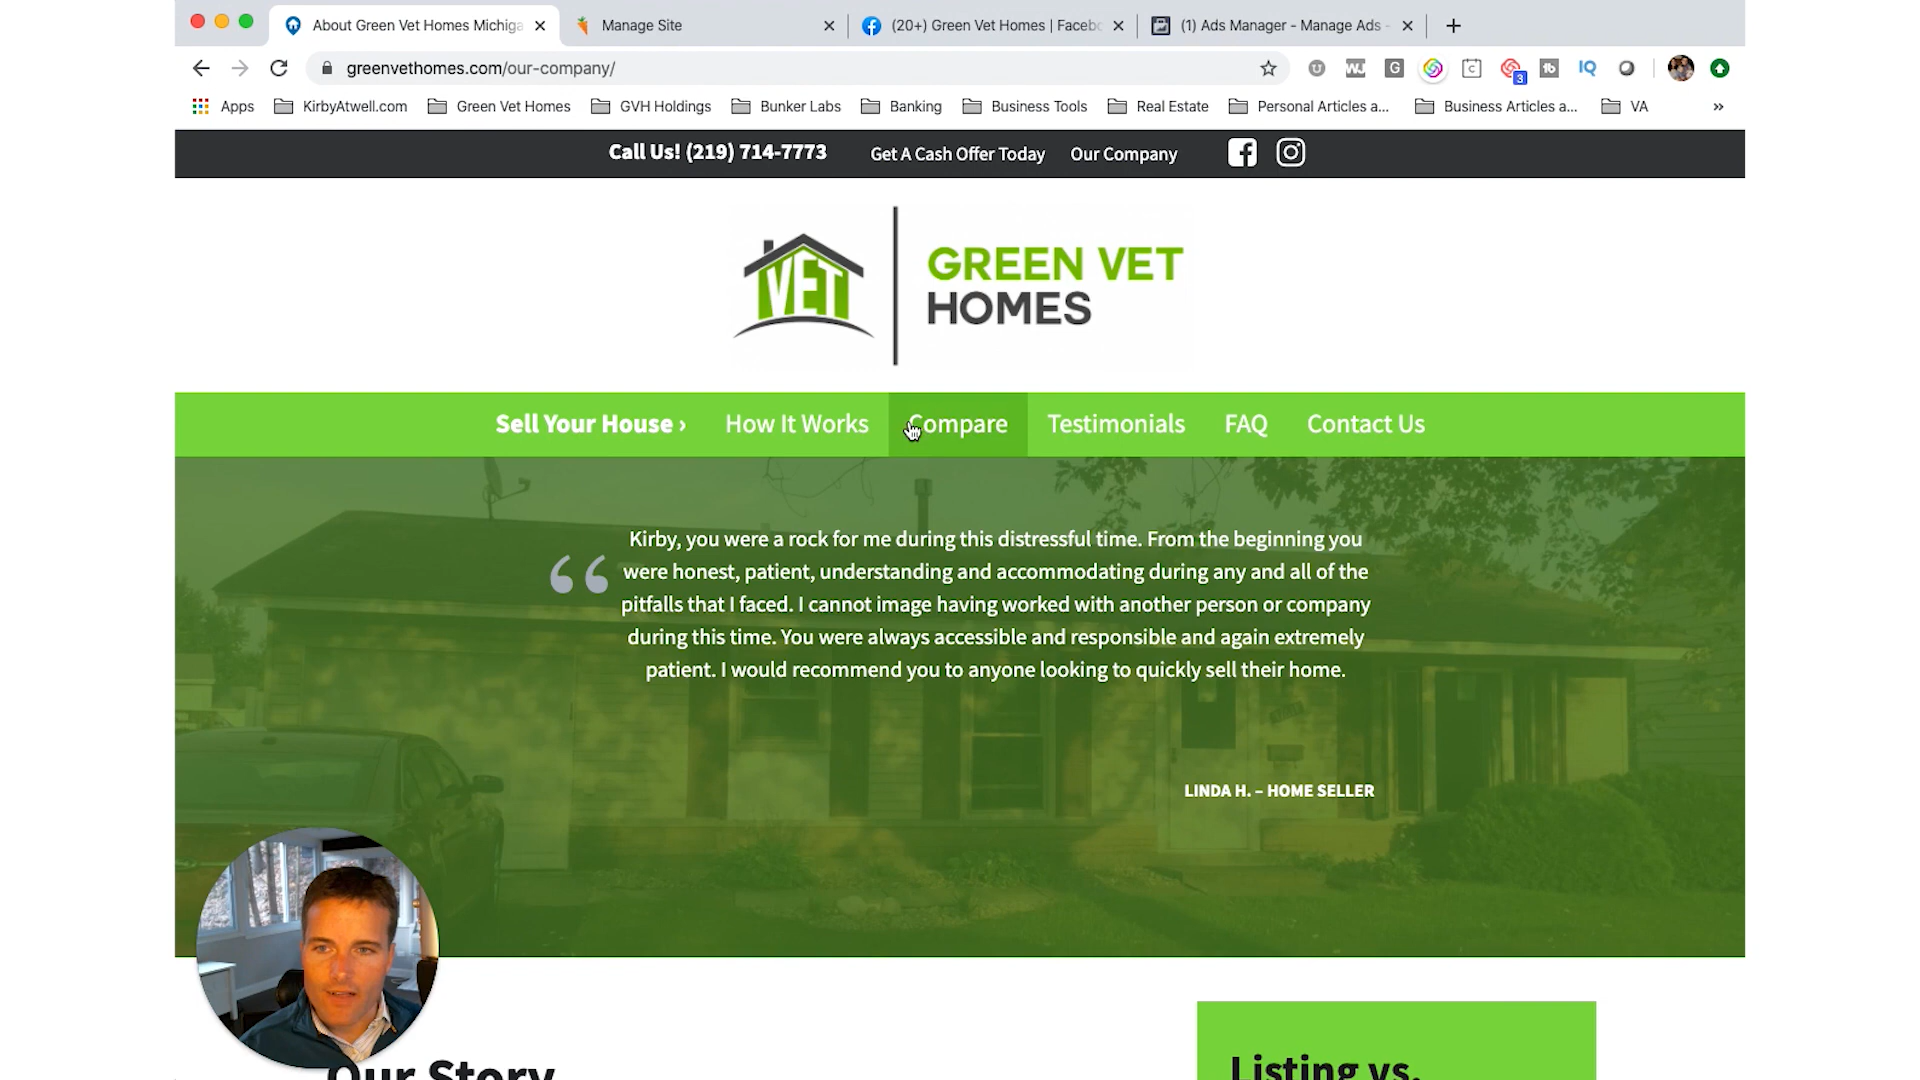 About Green Vet Homes Michiga
Manage Site
(20+) Green Vet Homes | Facebo
(1) Ads Manager - Manage Ads -
greenvethomes.com/our-company/
WJ G C 3 tb IQ
Apps KirbyAtwell.com Green Vet Homes GVH Holdings Bunker Labs Banking Business Tools Real Estate Personal Articles a... Business Articles a... VA »
Call Us! (219) 714-7773 Get A Cash Offer Today Our Company
VET
GREEN VET
HOMES
Sell Your House › How It Works Compare Testimonials FAQ Contact Us
“ Kirby, you were a rock for me during this distressful time. From the beginning you
were honest, patient, understanding and accommodating during any and all of the
pitfalls that I faced. I cannot image having worked with another person or company
during this time. You were always accessible and responsible and again extremely
patient. I would recommend you to anyone looking to quickly sell their home.
LINDA H. – HOME SELLER
Our Story
Listing vs.